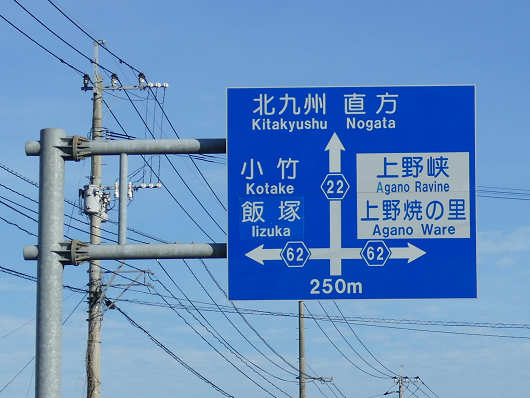 北九州 直方
Kitakyushu Nogata
小竹
Kotake
飯塚
Iizuka
22
上野峡
Agano Ravine
上野焼の里
Agano Ware
62 62
250m